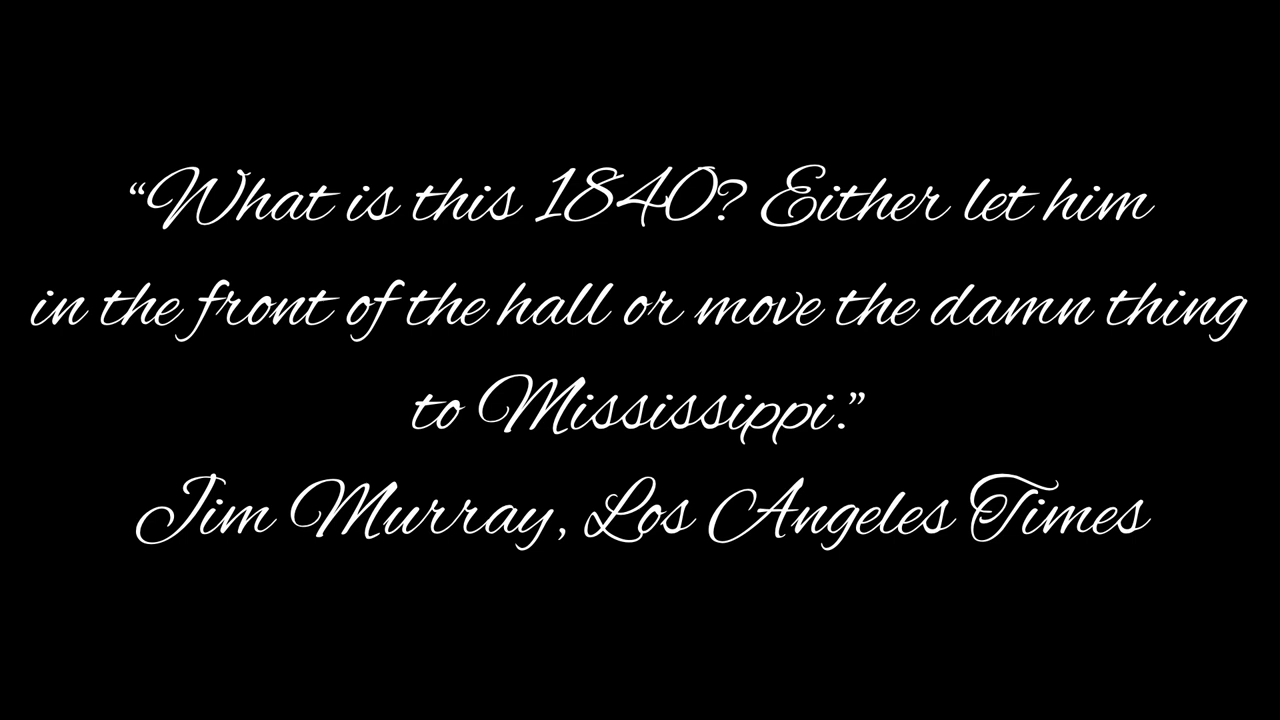 “What is this 1840? Either let him
in the front of the hall or move the damn thing
to Mississippi.”
Jim Murray, Los Angeles Times